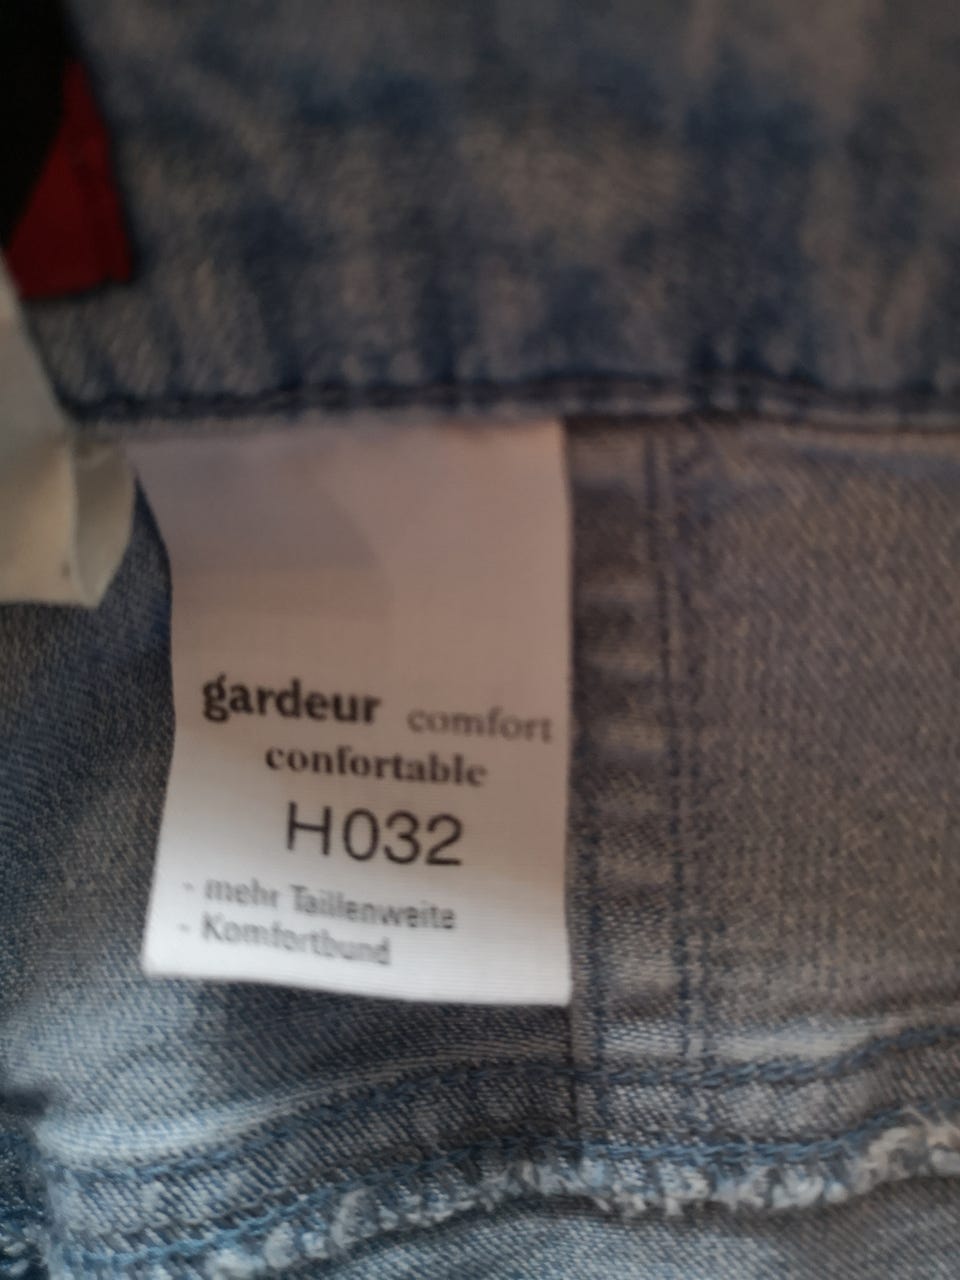 gardeur comfort
confortable
H032
- mehr Taillenweite
- Komfortbund